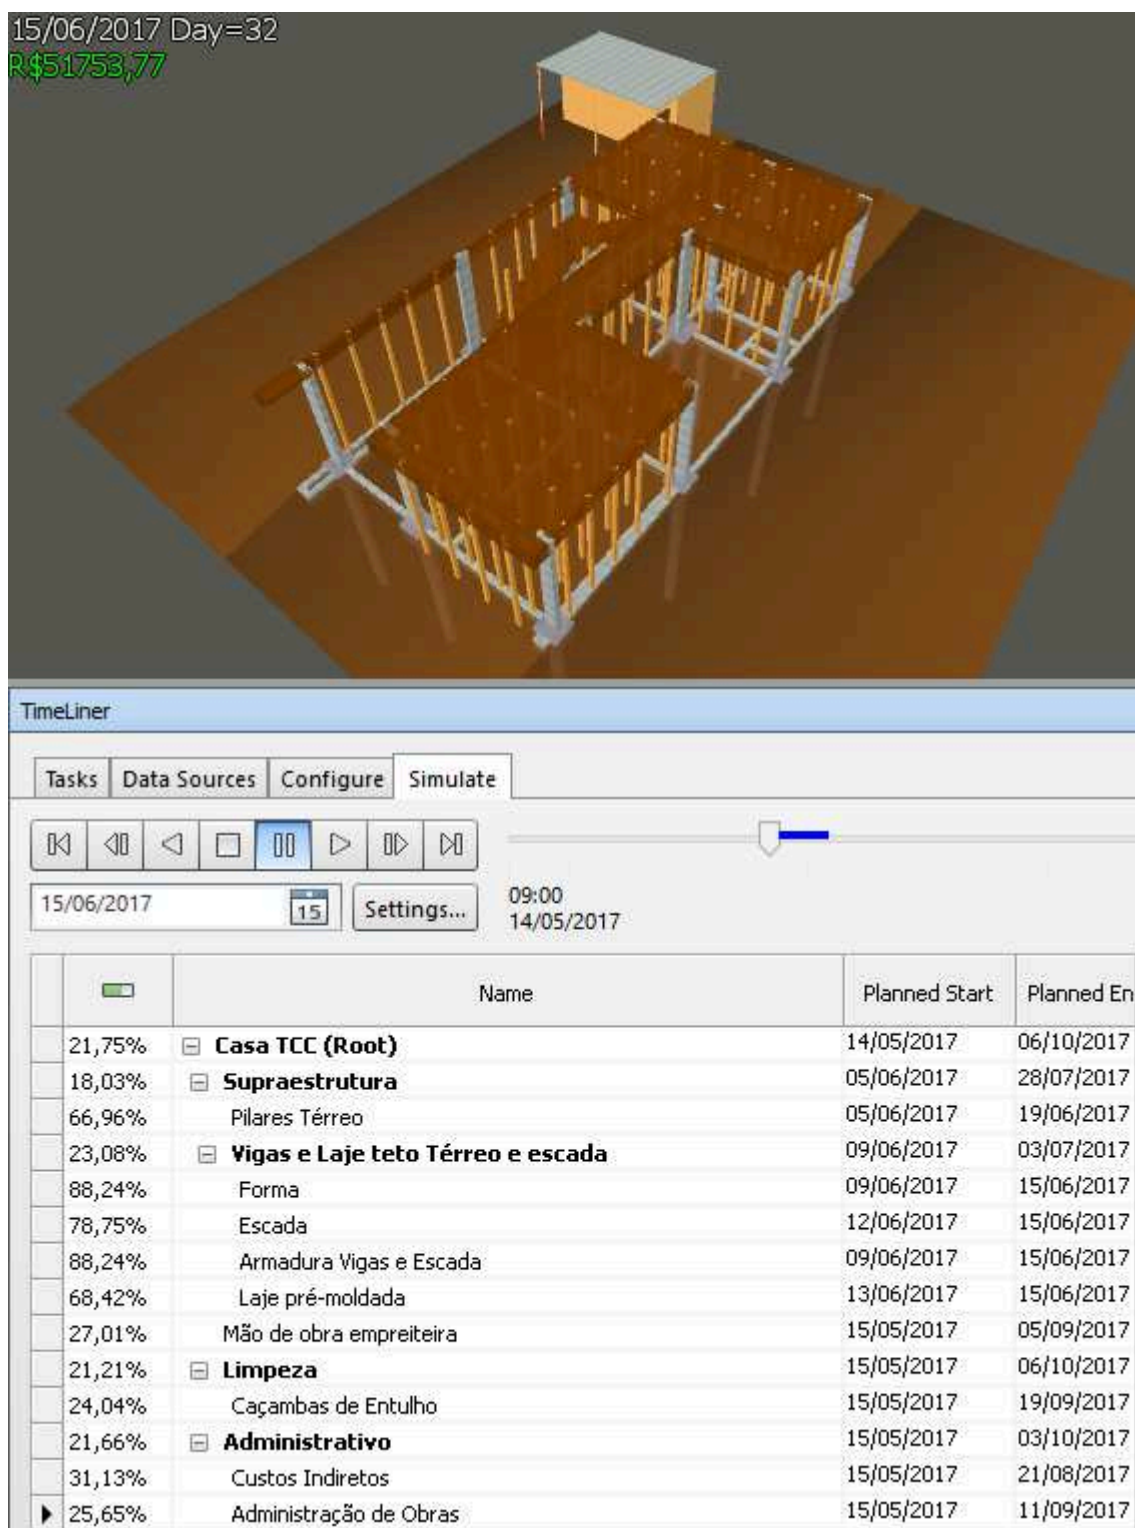 15/06/2017 Day=32
R$51753,77
TimeLiner
Tasks Data Sources Configure Simulate
15/06/2017 15 Settings... 09:00
14/05/2017
Name Planned Start Planned En
21,75% Casa TCC (Root) 14/05/2017 06/10/2017
18,03% Supraestrutura 05/06/2017 28/07/2017
66,96% Pilares Térreo 05/06/2017 19/06/2017
23,08% Vigas e Laje teto Térreo e escada 09/06/2017 03/07/2017
88,24% Forma 09/06/2017 15/06/2017
78,75% Escada 12/06/2017 15/06/2017
88,24% Armadura Vigas e Escada 09/06/2017 15/06/2017
68,42% Laje pré-moldada 13/06/2017 15/06/2017
27,01% Mão de obra empreiteira 15/05/2017 05/09/2017
21,21% Limpeza 15/05/2017 06/10/2017
24,04% Caçambas de Entulho 15/05/2017 19/09/2017
21,66% Administrativo 15/05/2017 03/10/2017
31,13% Custos Indiretos 15/05/2017 21/08/2017
25,65% Administração de Obras 15/05/2017 11/09/2017